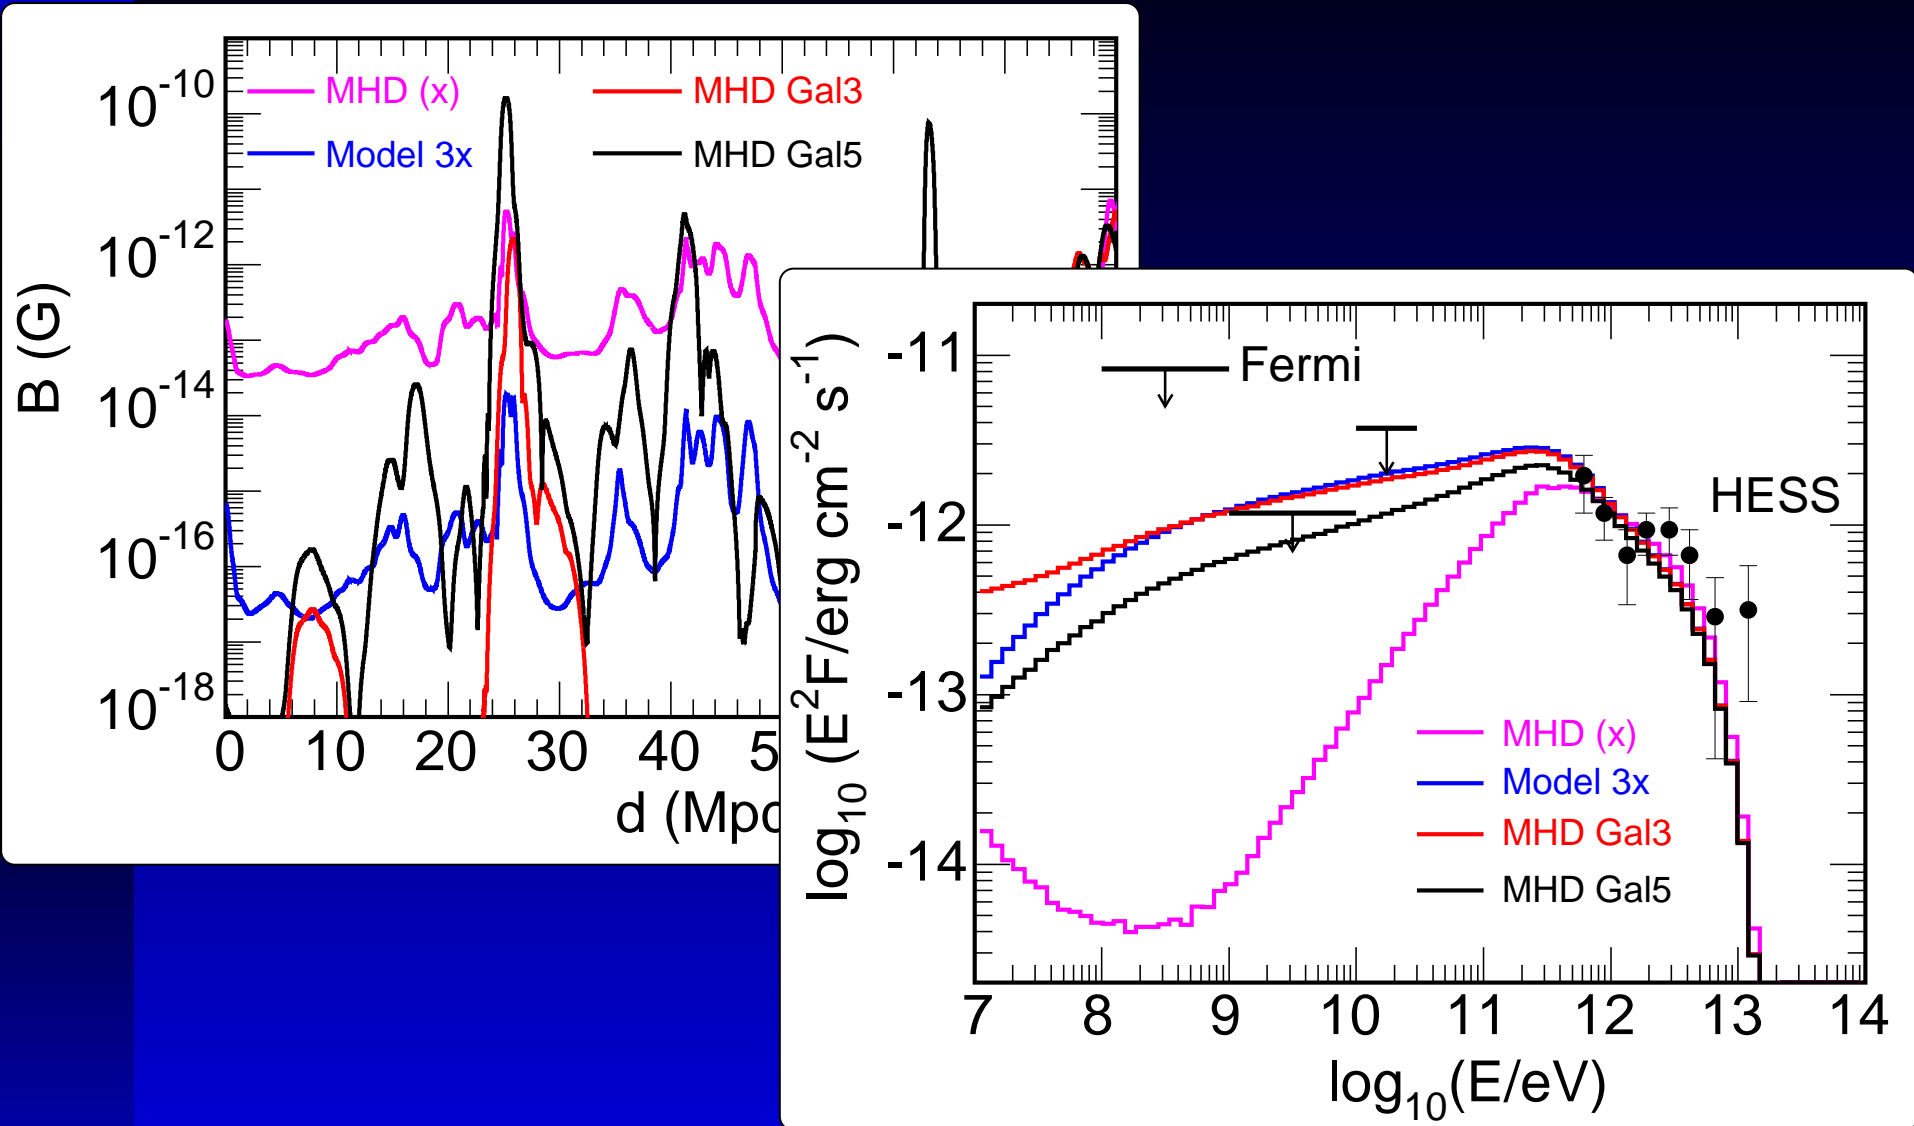 MHD (x)
MHD Gal3
Model 3x
MHD Gal5
10^-10
10^-12
10^-14
10^-16
10^-18
B (G)
0 10 20 30 40 5
d (Mpc
Fermi
HESS
-11
-12
-13
-14
log10 (E^2F/erg cm^-2 s^-1)
MHD (x)
Model 3x
MHD Gal3
MHD Gal5
7 8 9 10 11 12 13 14
log10(E/eV)